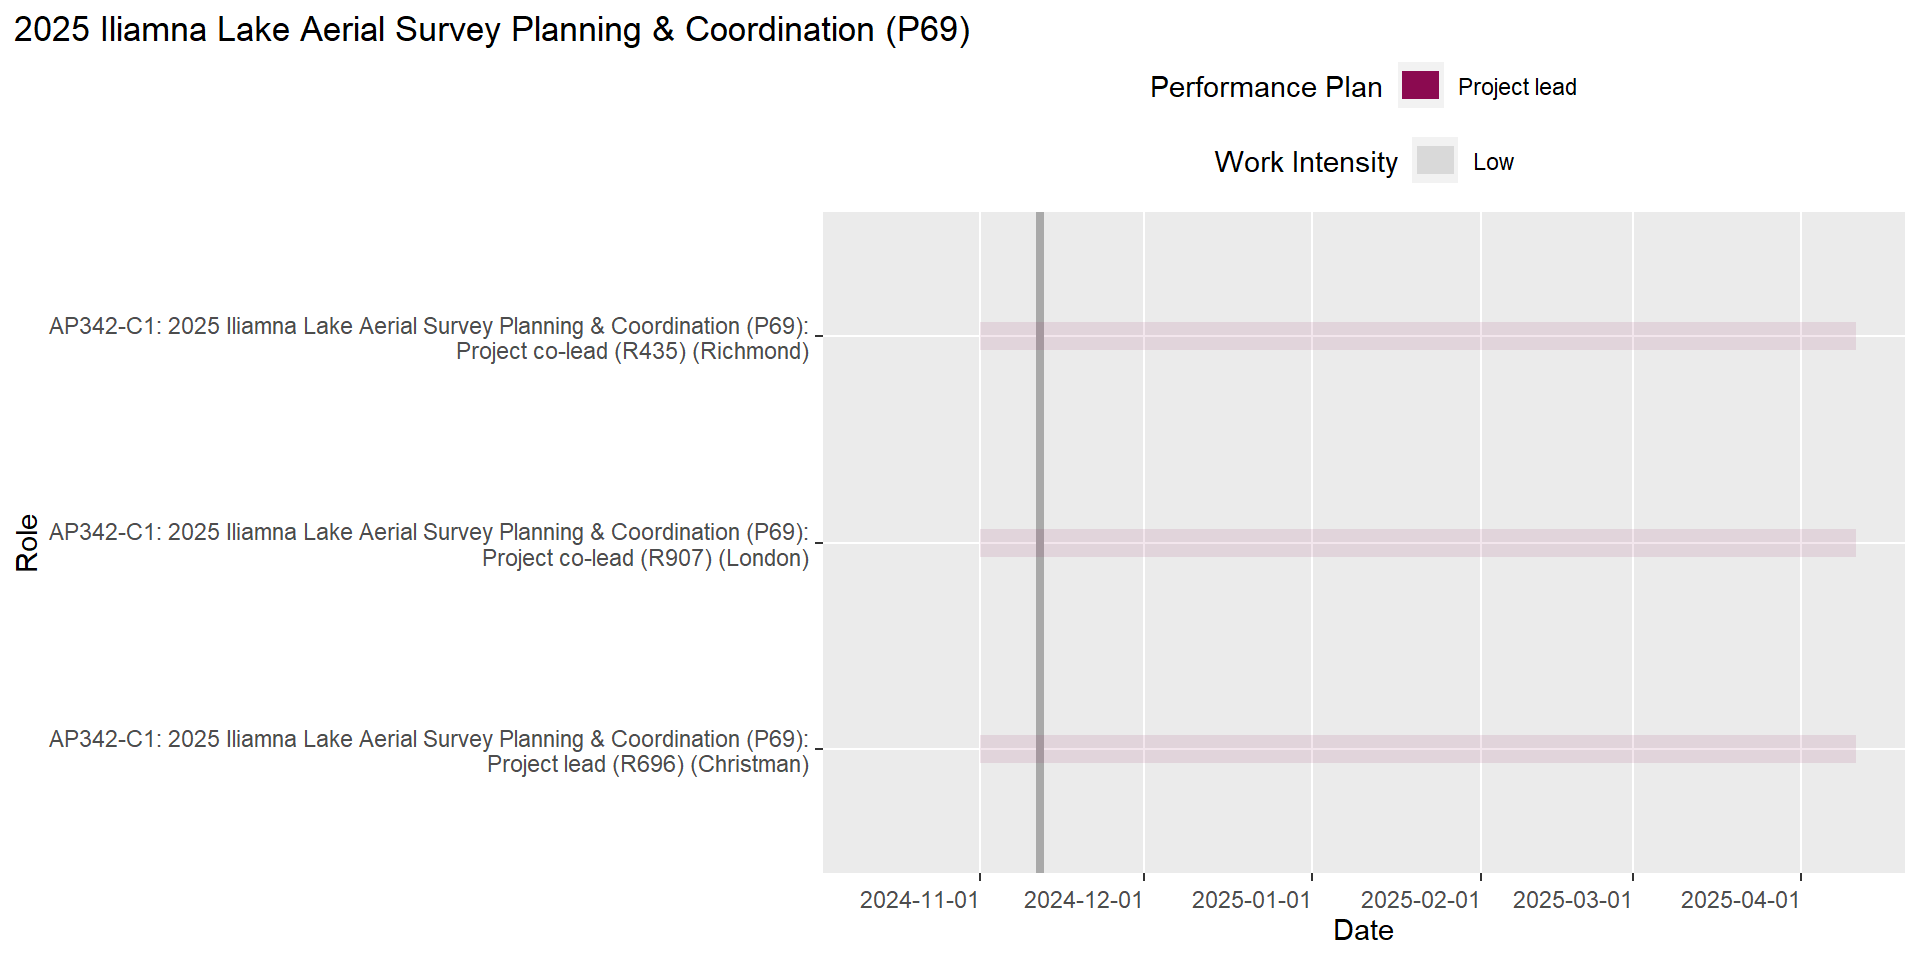 2025 Iliamna Lake Aerial Survey Planning & Coordination (P69)
Performance Plan
Project lead
Work Intensity
Low
AP342-C1: 2025 Iliamna Lake Aerial Survey Planning & Coordination (P69):
Project co-lead (R435) (Richmond)
AP342-C1: 2025 Iliamna Lake Aerial Survey Planning & Coordination (P69):
Project co-lead (R907) (London)
AP342-C1: 2025 Iliamna Lake Aerial Survey Planning & Coordination (P69):
Project lead (R696) (Christman)
Role
2024-11-01
2024-12-01
2025-01-01
2025-02-01
2025-03-01
2025-04-01
Date